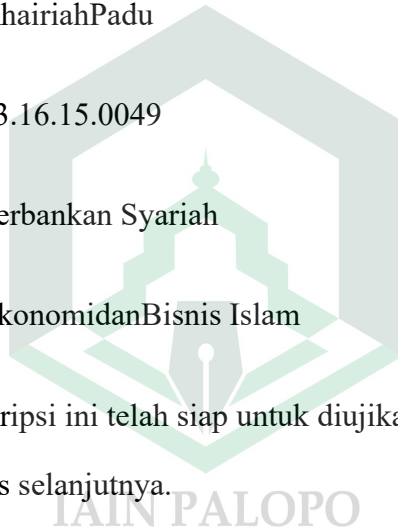 hairiahPadu
3.16.15.0049
erbankan Syariah
konomidanBisnis Islam
ripsi ini telah siap untuk diujika
s selanjutnya.
IAIN PALOPO